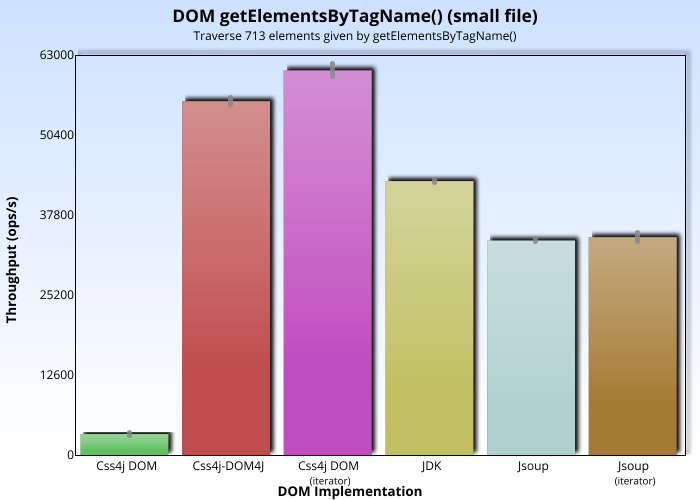 DOM getElementsByTagName() (small file)
Traverse 713 elements given by getElementsByTagName()
Throughput (ops/s)
63000
50400
37800
25200
12600
0
Css4j DOM
Css4j-DOM4J
Css4j DOM
(iterator)
JDK
Jsoup
Jsoup
(iterator)
DOM Implementation